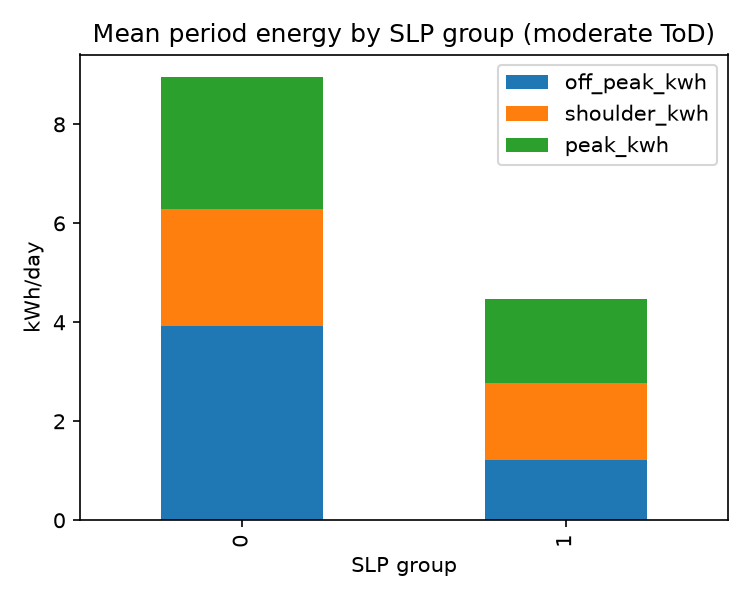 Mean period energy by SLP group (moderate ToD)
off_peak_kwh
shoulder_kwh
peak_kwh
kWh/day
8
6
4
2
0
0
1
SLP group